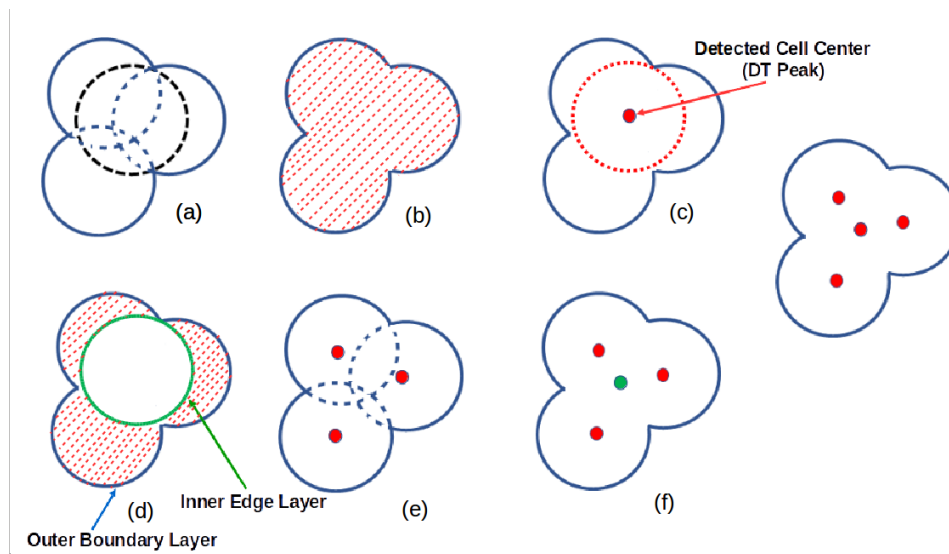 Detected Cell Center
(DT Peak)
(a)
(b)
(c)
(d)
Inner Edge Layer
(e)
(f)
Outer Boundary Layer